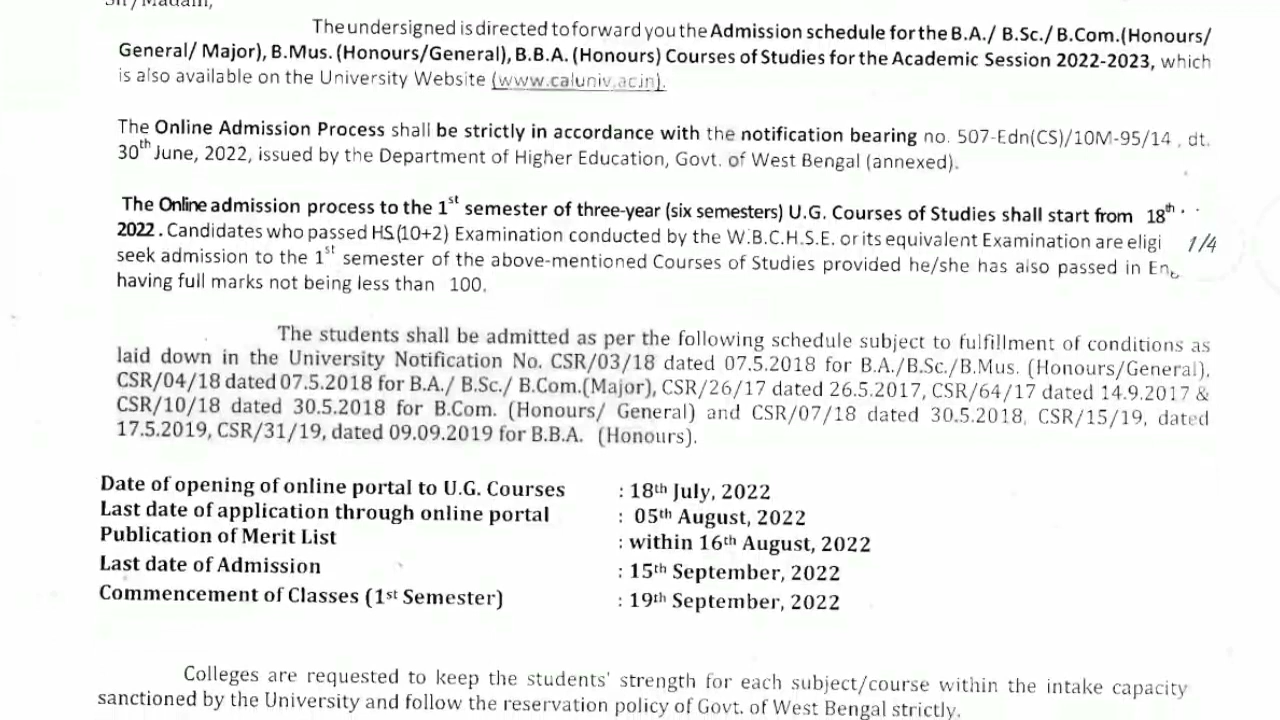 Sir/Madam,
The undersigned is directed to forward you the Admission schedule for the B.A./ B.Sc./ B.Com.(Honours/
General/ Major), B.Mus. (Honours/General), B.B.A. (Honours) Courses of Studies for the Academic Session 2022-2023, which
is also available on the University Website (www.caluniv.ac.in).
The Online Admission Process shall be strictly in accordance with the notification bearing no. 507-Edn(CS)/10M-95/14 , dt.
30th June, 2022, issued by the Department of Higher Education, Govt. of West Bengal (annexed).
The Online admission process to the 1st semester of three-year (six semesters) U.G. Courses of Studies shall start from 18th
2022 . Candidates who passed HS (10+2) Examination conducted by the W.B.C.H.S.E. or its equivalent Examination are eligi 1/4
seek admission to the 1st semester of the above-mentioned Courses of Studies provided he/she has also passed in En
having full marks not being less than 100.
The students shall be admitted as per the following schedule subject to fulfillment of conditions as
laid down in the University Notification No. CSR/03/18 dated 07.5.2018 for B.A./B.Sc./B.Mus. (Honours/General),
CSR/04/18 dated 07.5.2018 for B.A./ B.Sc./ B.Com.(Major), CSR/26/17 dated 26.5.2017, CSR/64/17 dated 14.9.2017 &
CSR/10/18 dated 30.5.2018 for B.Com. (Honours/ General) and CSR/07/18 dated 30.5.2018, CSR/15/19, dated
17.5.2019, CSR/31/19, dated 09.09.2019 for B.B.A. (Honours).
Date of opening of online portal to U.G. Courses : 18th July, 2022
Last date of application through online portal : 05th August, 2022
Publication of Merit List : within 16th August, 2022
Last date of Admission : 15th September, 2022
Commencement of Classes (1st Semester) : 19th September, 2022
Colleges are requested to keep the students' strength for each subject/course within the intake capacity
sanctioned by the University and follow the reservation policy of Govt. of West Bengal strictly.